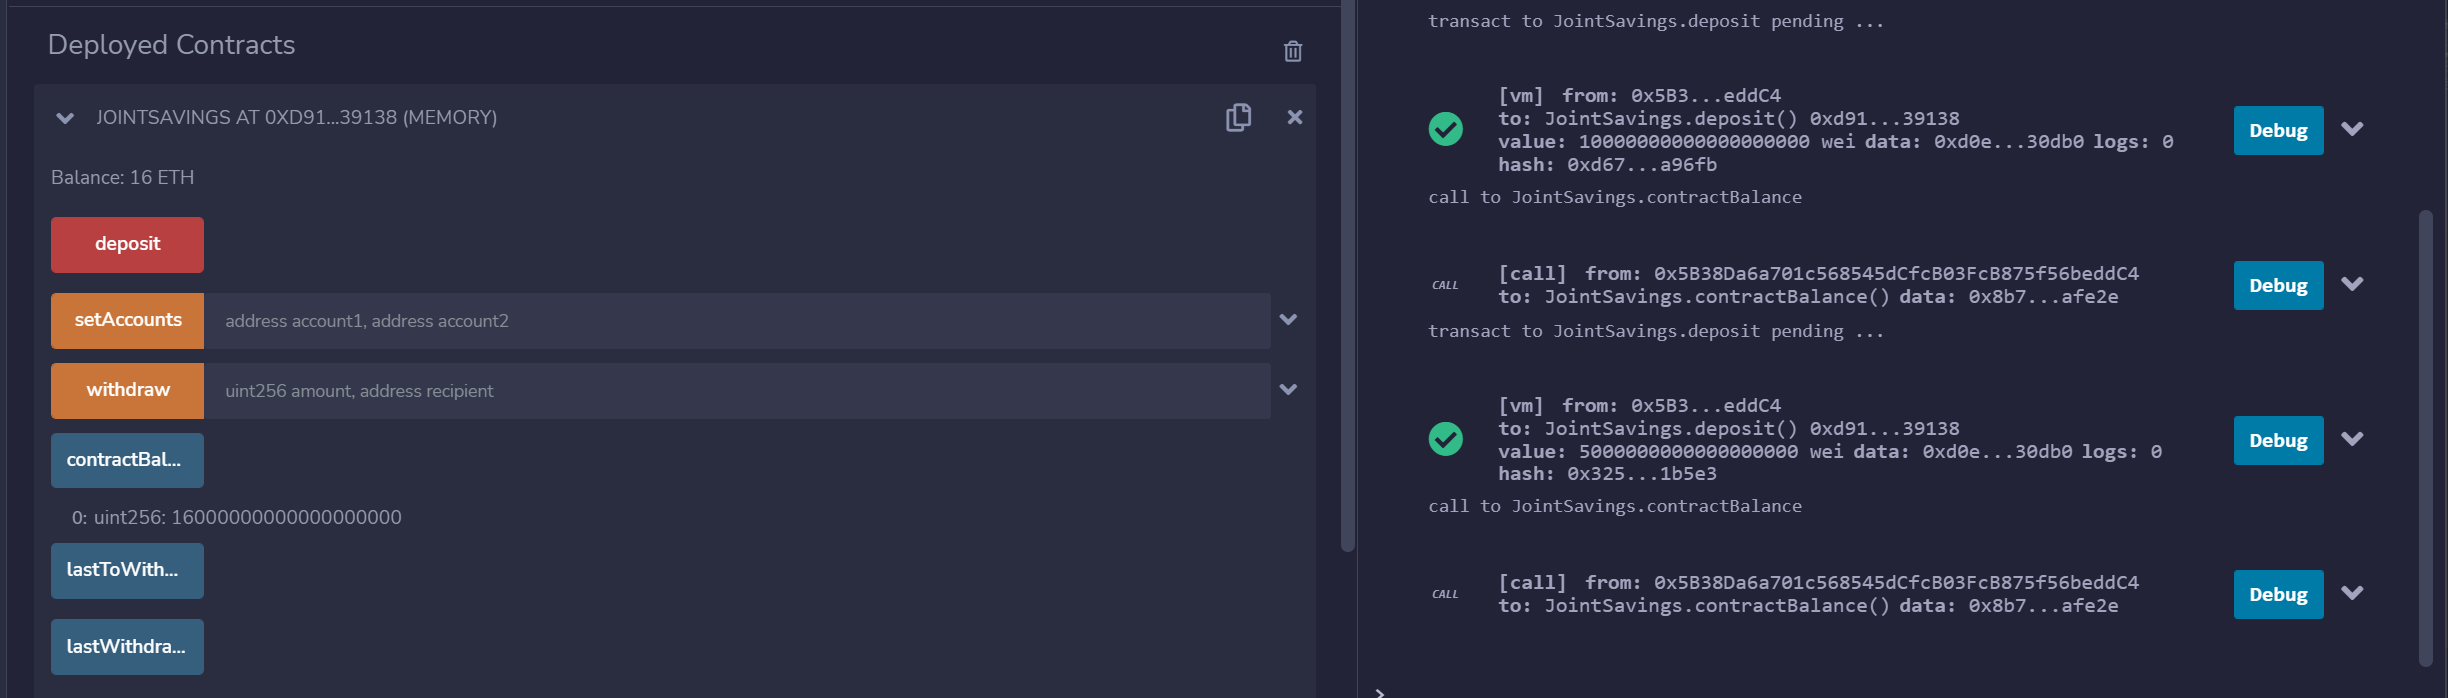 Deployed Contracts
JOINTSAVINGS AT 0XD91...39138 (MEMORY)
Balance: 16 ETH
deposit
setAccounts
address account1, address account2
withdraw
uint256 amount, address recipient
contractBal...
0: uint256: 16000000000000000000
lastToWith...
lastWithdra...
transact to JointSavings.deposit pending ...
[vm] from: 0x5B3...eddC4
to: JointSavings.deposit() 0xd91...39138
value: 10000000000000000000 wei data: 0xd0e...30db0 logs: 0
hash: 0xd67...a96fb
Debug
call to JointSavings.contractBalance
CALL
[call] from: 0x5B38Da6a701c568545dCfcB03FcB875f56beddC4
to: JointSavings.contractBalance() data: 0x8b7...afe2e
Debug
transact to JointSavings.deposit pending ...
[vm] from: 0x5B3...eddC4
to: JointSavings.deposit() 0xd91...39138
value: 5000000000000000000 wei data: 0xd0e...30db0 logs: 0
hash: 0x325...1b5e3
Debug
call to JointSavings.contractBalance
CALL
[call] from: 0x5B38Da6a701c568545dCfcB03FcB875f56beddC4
to: JointSavings.contractBalance() data: 0x8b7...afe2e
Debug
>